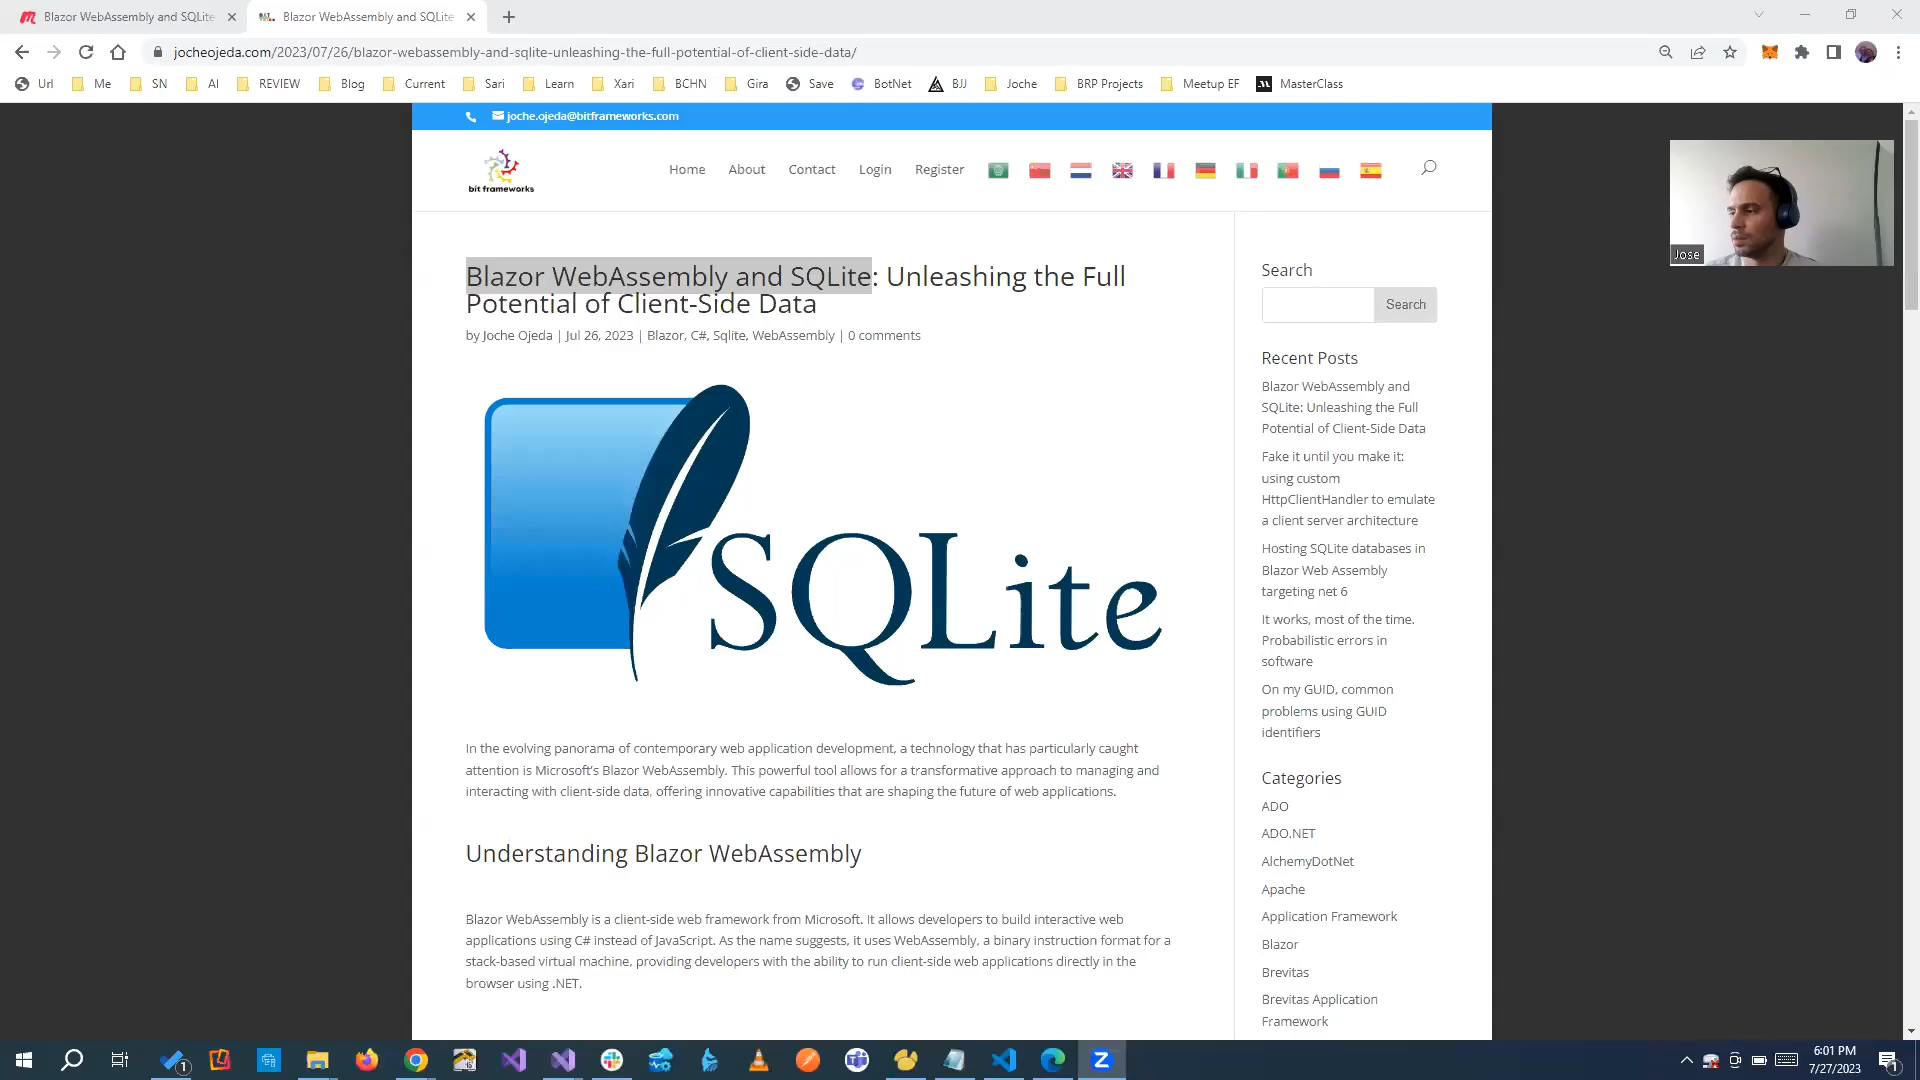 Blazor WebAssembly and SQLite
Blazor WebAssembly and SQLite
jocheojeda.com/2023/07/26/blazor-webassembly-and-sqlite-unleashing-the-full-potential-of-client-side-data/
Url Me SN AI REVIEW Blog Current Sari Learn Xari BCHN Gira Save BotNet BJJ Joche BRP Projects Meetup EF MasterClass
joche.ojeda@bitframeworks.com
bit frameworks
Home About Contact Login Register
Jose
Blazor WebAssembly and SQLite: Unleashing the Full
Potential of Client-Side Data
by Joche Ojeda | Jul 26, 2023 | Blazor, C#, Sqlite, WebAssembly | 0 comments
SQLite
In the evolving panorama of contemporary web application development, a technology that has particularly caught
attention is Microsoft's Blazor WebAssembly. This powerful tool allows for a transformative approach to managing and
interacting with client-side data, offering innovative capabilities that are shaping the future of web applications.
Understanding Blazor WebAssembly
Blazor WebAssembly is a client-side web framework from Microsoft. It allows developers to build interactive web
applications using C# instead of JavaScript. As the name suggests, it uses WebAssembly, a binary instruction format for a
stack-based virtual machine, providing developers with the ability to run client-side web applications directly in the
browser using .NET.
Search
Search
Recent Posts
Blazor WebAssembly and
SQLite: Unleashing the Full
Potential of Client-Side Data
Fake it until you make it:
using custom
HttpClientHandler to emulate
a client server architecture
Hosting SQLite databases in
Blazor Web Assembly
targeting net 6
It works, most of the time.
Probabilistic errors in
software
On my GUID, common
problems using GUID
identifiers
Categories
ADO
ADO.NET
AlchemyDotNet
Apache
Application Framework
Blazor
Brevitas
Brevitas Application
Framework
6:01 PM
7/27/2023